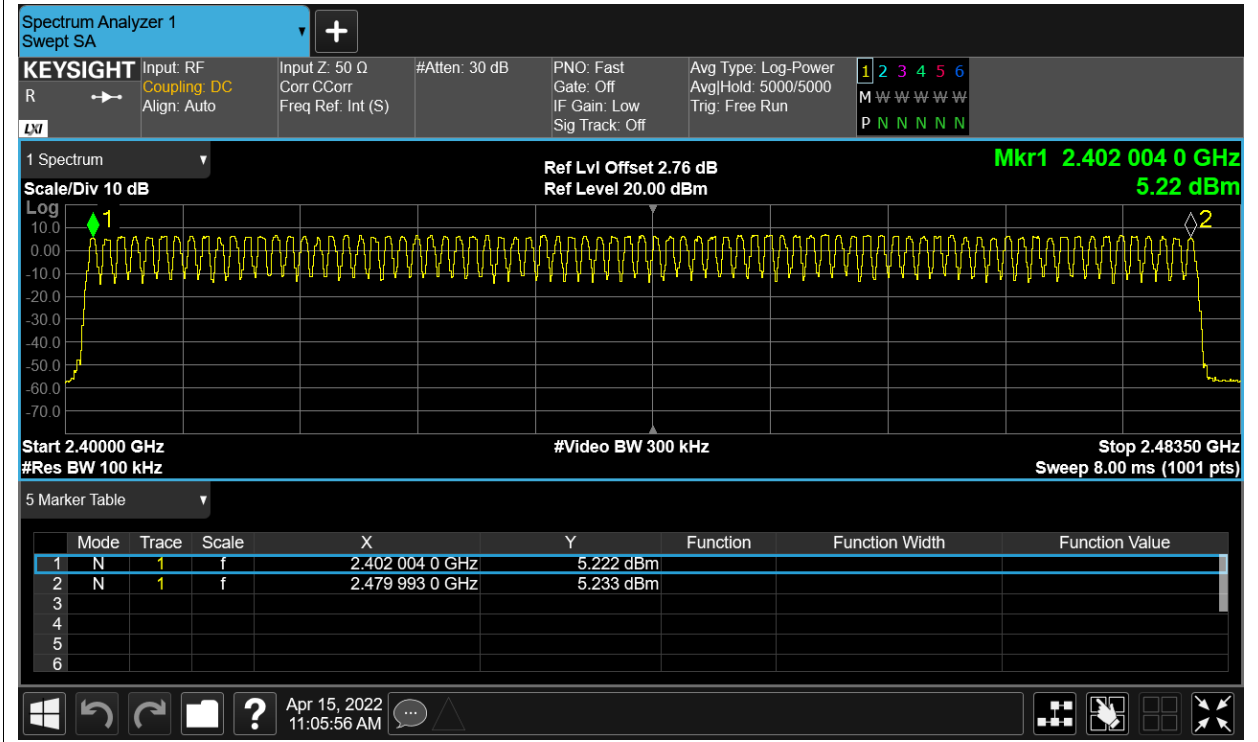 Spectrum Analyzer 1
Swept SA
KEYSIGHT
R
LXI
Input: RF
Coupling: DC
Align: Auto
Input Z: 50 Ω
Corr CCorr
Freq Ref: Int (S)
#Atten: 30 dB
PNO: Fast
Gate: Off
IF Gain: Low
Sig Track: Off
Avg Type: Log-Power
Avg|Hold: 5000/5000
Trig: Free Run
1 2 3 4 5 6
M W W W W W W
P N N N N N N
1 Spectrum
Scale/Div 10 dB
Ref Lvl Offset 2.76 dB
Ref Level 20.00 dBm
Mkr1 2.402 004 0 GHz
5.22 dBm
Log
1
2
10.0
0.00
-10.0
-20.0
-30.0
-40.0
-50.0
-60.0
-70.0
Start 2.40000 GHz
#Res BW 100 kHz
#Video BW 300 kHz
Stop 2.48350 GHz
Sweep 8.00 ms (1001 pts)
5 Marker Table
Mode Trace Scale X Y Function Function Width Function Value
1 N 1 f 2.402 004 0 GHz 5.222 dBm
2 N 1 f 2.479 993 0 GHz 5.233 dBm
3
4
5
6
?
Apr 15, 2022
11:05:56 AM